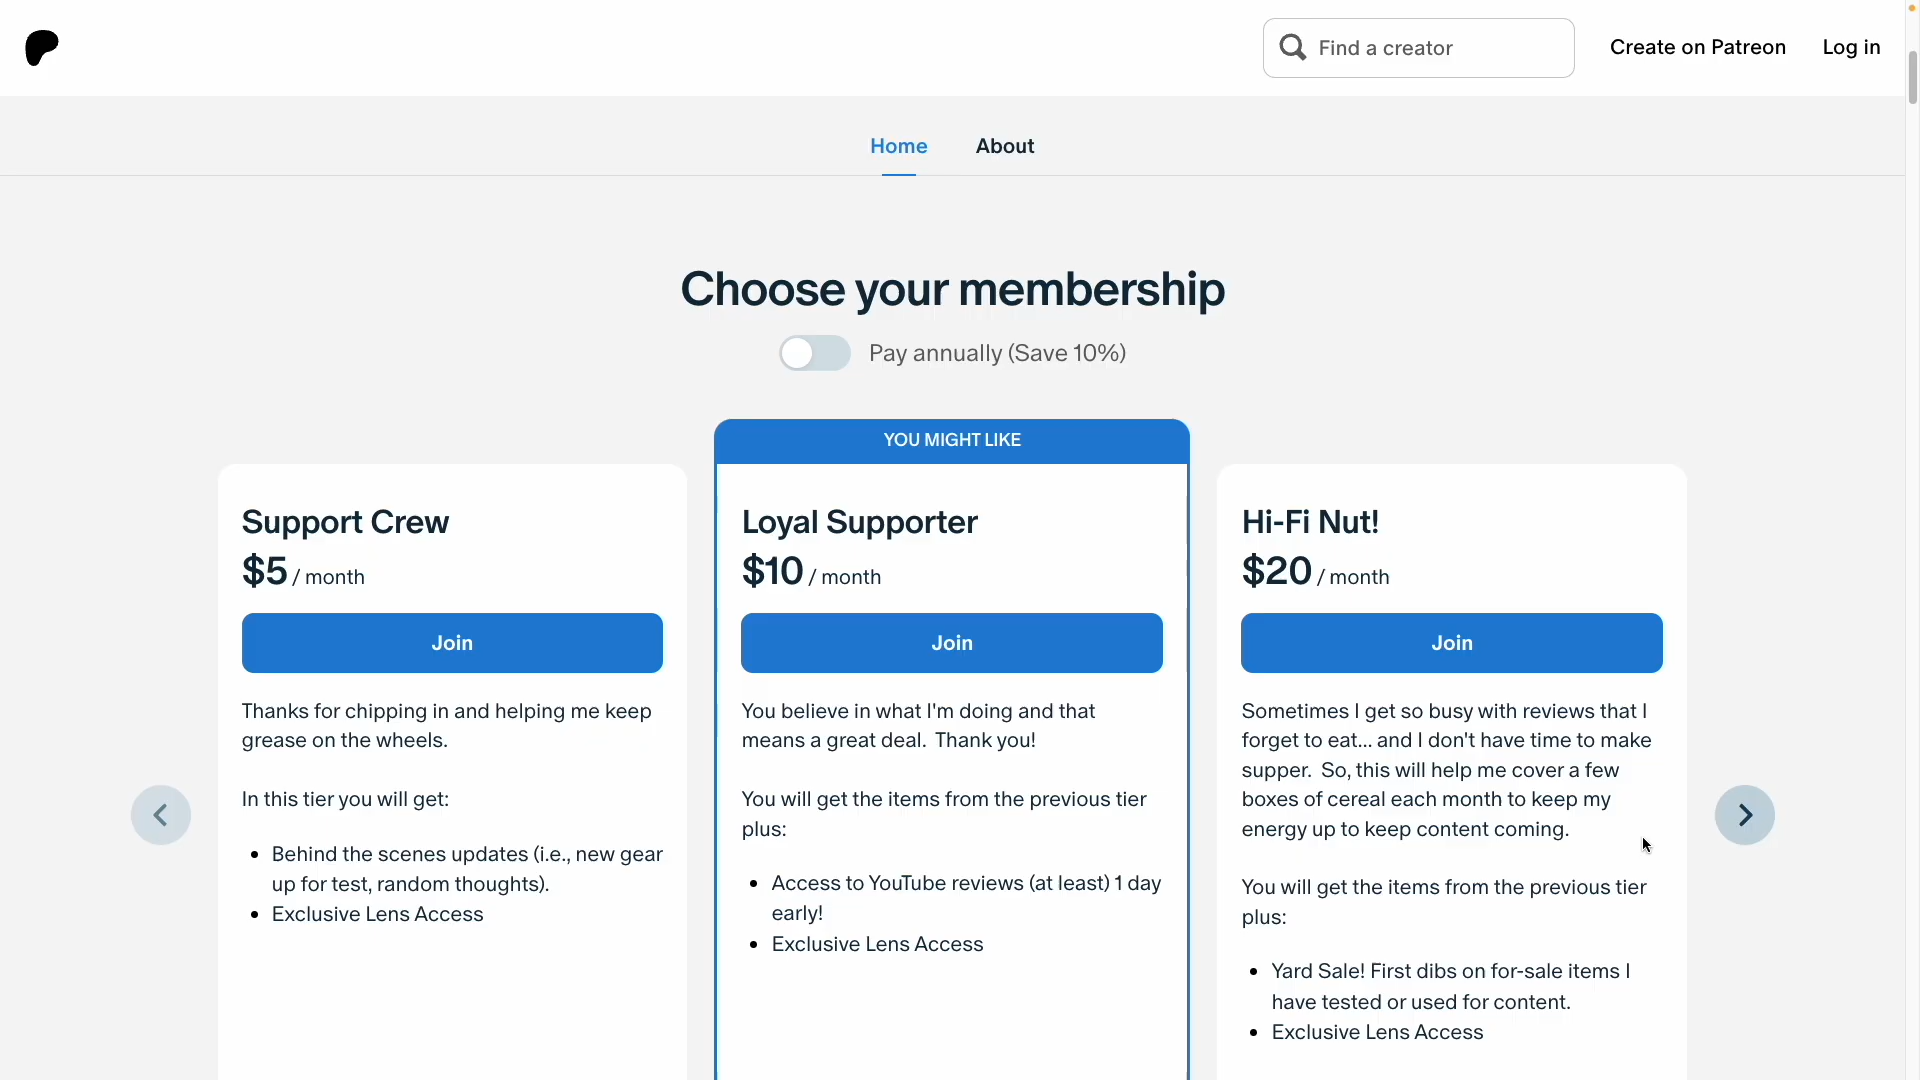 Find a creator
Create on Patreon
Log in
Home
About
Choose your membership
Pay annually (Save 10%)
YOU MIGHT LIKE
Support Crew
$5 / month
Join
Thanks for chipping in and helping me keep
grease on the wheels.
In this tier you will get:
• Behind the scenes updates (i.e., new gear
up for test, random thoughts).
• Exclusive Lens Access
Loyal Supporter
$10 / month
Join
You believe in what I'm doing and that
means a great deal.  Thank you!
You will get the items from the previous tier
plus:
• Access to YouTube reviews (at least) 1 day
early!
• Exclusive Lens Access
Hi-Fi Nut!
$20 / month
Join
Sometimes I get so busy with reviews that I
forget to eat... and I don't have time to make
supper.  So, this will help me cover a few
boxes of cereal each month to keep my
energy up to keep content coming.
You will get the items from the previous tier
plus:
• Yard Sale! First dibs on for-sale items I
have tested or used for content.
• Exclusive Lens Access